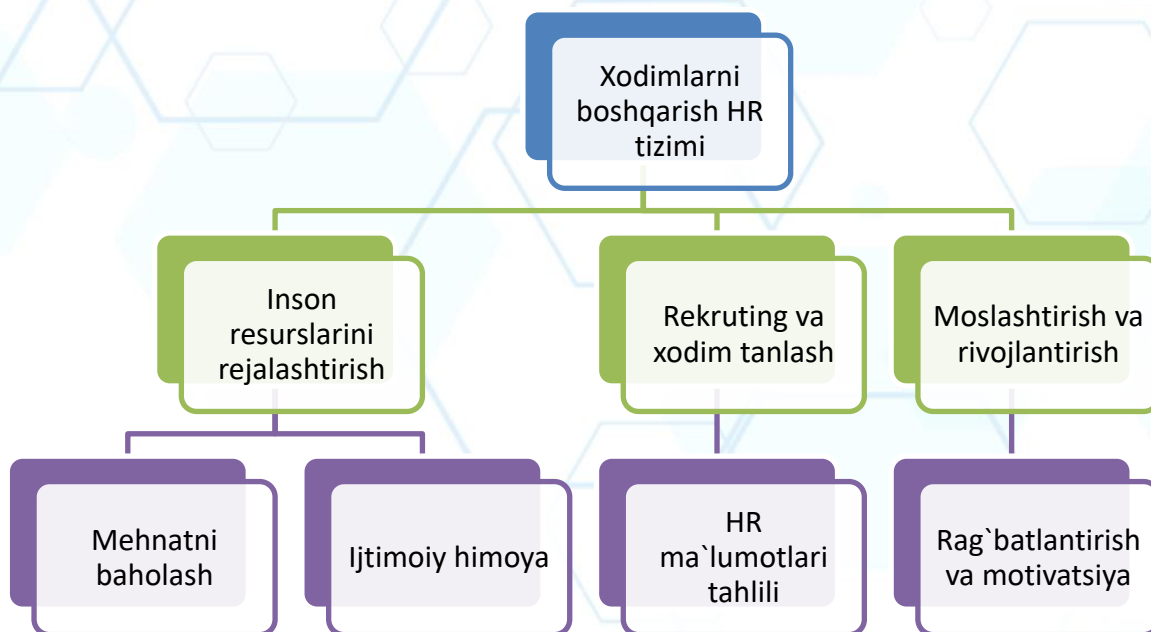 Xodimlarni
boshqarish HR
tizimi
Inson
resurslarini
rejalashtirish
Rekruting va
xodim tanlash
Moslashtirish va
rivojlantirish
Mehnatni
baholash
Ijtimoiy himoya
HR
ma`lumotlari
tahlili
Rag`batlantirish
va motivatsiya